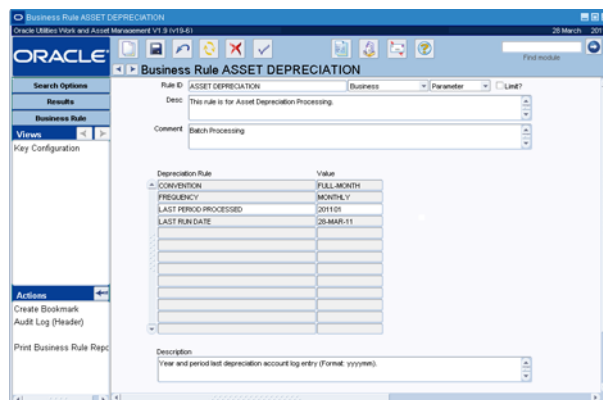 Business Rule ASSET DEPRECIATION
Oracle Utilities Work and Asset Management V1.9 (v19-6)
28 March 201
ORACLE
Find module
Business Rule ASSET DEPRECIATION
Search Options
Results
Business Rule
Views
Key Configuration
Rule ID ASSET DEPRECIATION Business Parameter Limit?
Desc This rule is for Asset Depreciation Processing.
Comment Batch Processing
Depreciation Rule Value
CONVENTION FULL-MONTH
FREQUENCY MONTHLY
LAST PERIOD PROCESSED 201101
LAST RUN DATE 28-MAR-11
Actions
Create Bookmark
Audit Log (Header)
Print Business Rule Repc
Description
Year and period last depreciation account log entry (Format: yyyymm).